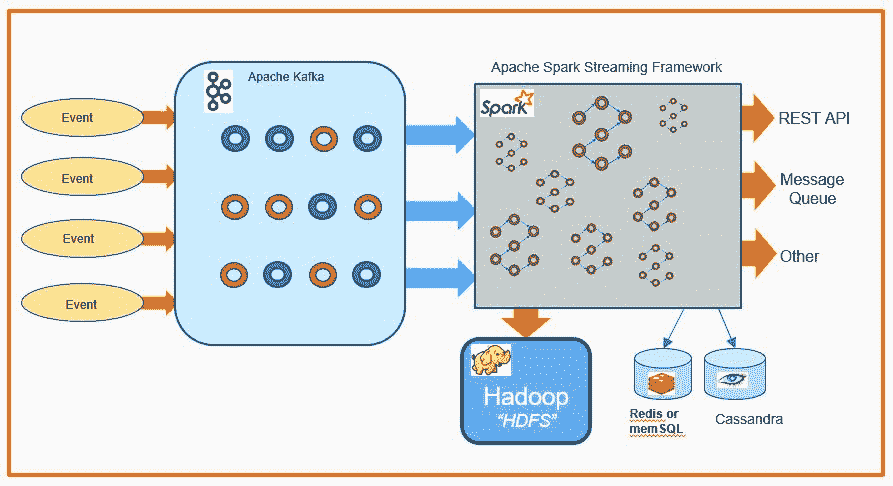 Apache Kafka
Apache Spark Streaming Framework
Event
Event
Event
Event
Spark
REST API
Message
Queue
Other
Hadoop
"HDFS"
Redis or
memSQL
Cassandra